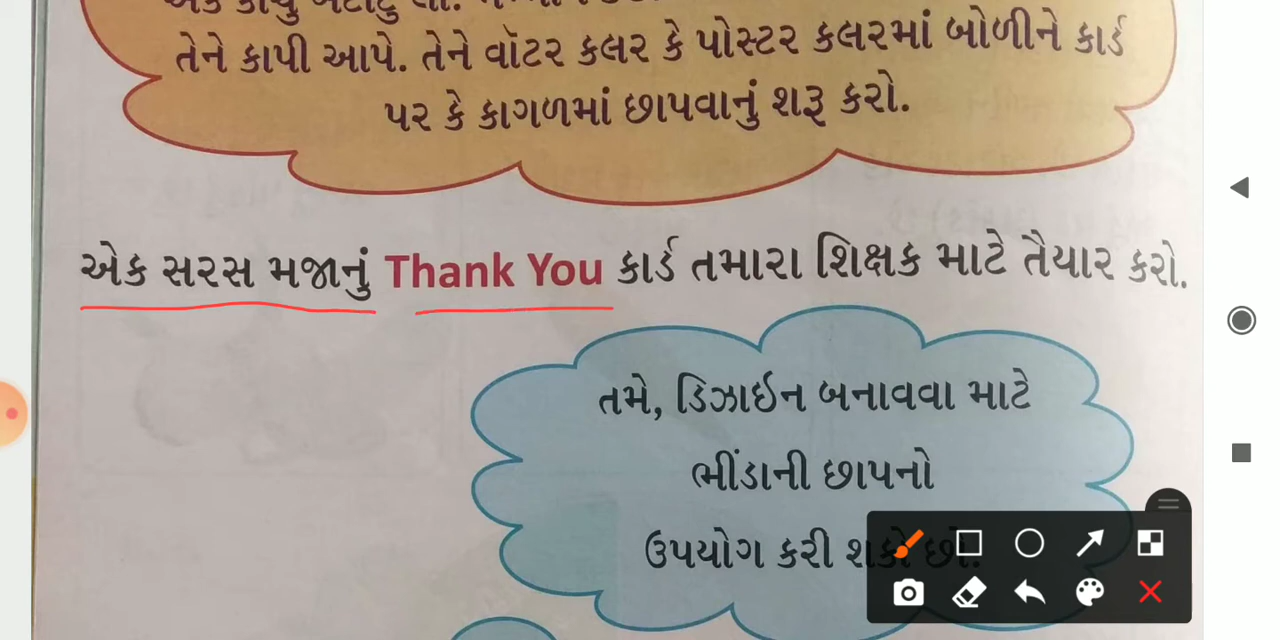 તેને કાપી આપે. તેને વૉટર કલર કે પોસ્ટર કલરમાં બોળીને કાર્ડ
પર કે કાગળમાં છાપવાનું શરૂ કરો.
એક સરસ મજાનું Thank You કાર્ડ તમારા શિક્ષક માટે તૈયાર કરો.
તમે, ડિઝાઇન બનાવવા માટે
ભીંડાની છાપનો
ઉપયોગ કરી શકો છો.